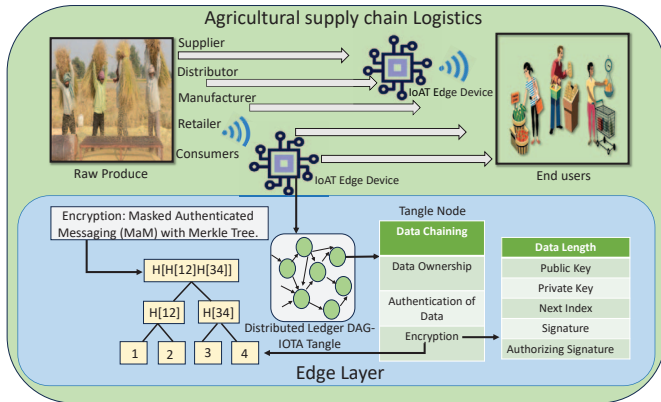 Agricultural supply chain Logistics
Supplier
Distributor
Manufacturer
Retailer
Consumers
IoAT Edge Device
IoAT Edge Device
Raw Produce
End users
Encryption: Masked Authenticated
Messaging (MaM) with Merkle Tree.
H[H[12]H[34]]
H[12]
H[34]
1
2
3
4
Distributed Ledger DAG-
IOTA Tangle
Tangle Node
Data Chaining
Data Ownership
Authentication of
Data
Encryption
Data Length
Public Key
Private Key
Next Index
Signature
Authorizing Signature
Edge Layer